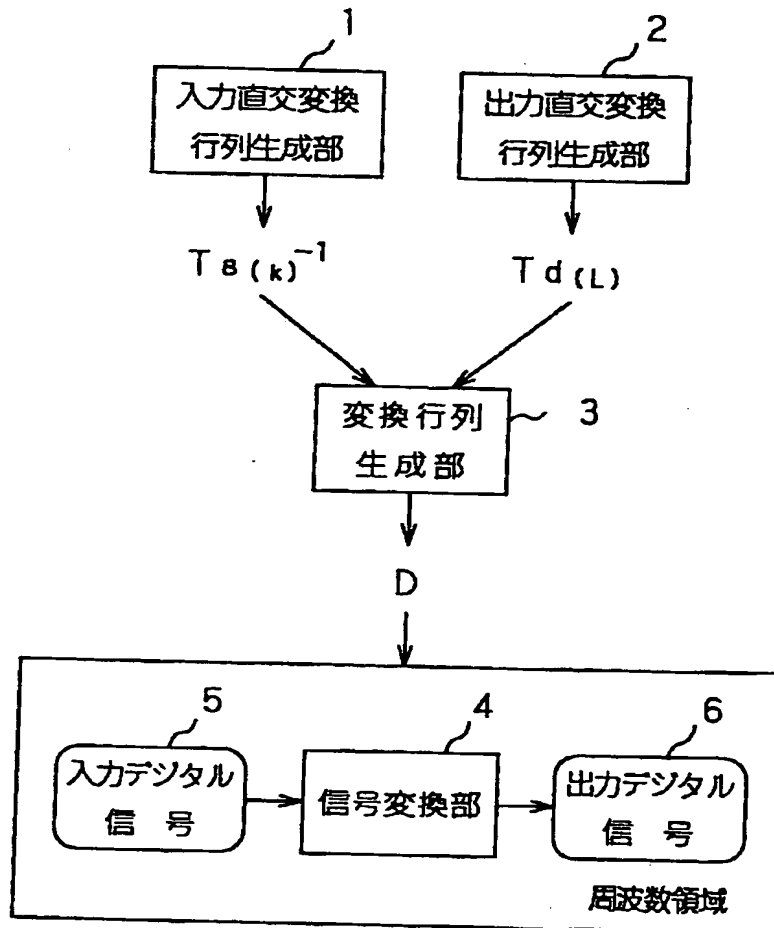 1
2
入力直交変換
行列生成部
出力直交変換
行列生成部
Ts(k)⁻¹
Td(L)
変換行列
生成部
3
D
5
4
6
入力デジタル
信号
信号変換部
出力デジタル
信号
周波数領域